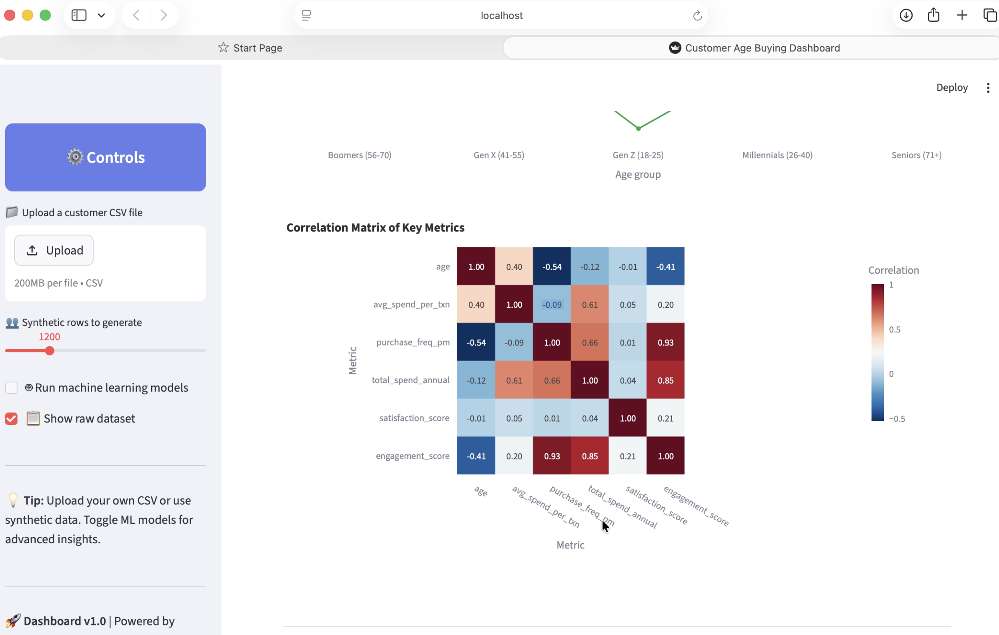 localhost
Start Page
Customer Age Buying Dashboard
Deploy
⚙️ Controls
📁 Upload a customer CSV file
Upload
200MB per file • CSV
👥 Synthetic rows to generate
1200
Run machine learning models
📋 Show raw dataset
💡 Tip: Upload your own CSV or use
synthetic data. Toggle ML models for
advanced insights.
🚀 Dashboard v1.0 | Powered by
Boomers (56-70) Gen X (41-55) Gen Z (18-25) Millennials (26-40) Seniors (71+)
Age group
Correlation Matrix of Key Metrics
Metric
age 1.00 0.40 -0.54 -0.12 -0.01 -0.41
avg_spend_per_txn 0.40 1.00 -0.09 0.61 0.05 0.20
purchase_freq_pm -0.54 -0.09 1.00 0.66 0.01 0.93
total_spend_annual -0.12 0.61 0.66 1.00 0.04 0.85
satisfaction_score -0.01 0.05 0.01 0.04 1.00 0.21
engagement_score -0.41 0.20 0.93 0.85 0.21 1.00
age avg_spend_per_txn purchase_freq_pm total_spend_annual satisfaction_score engagement_score
Metric
Correlation
1
0.5
0
−0.5